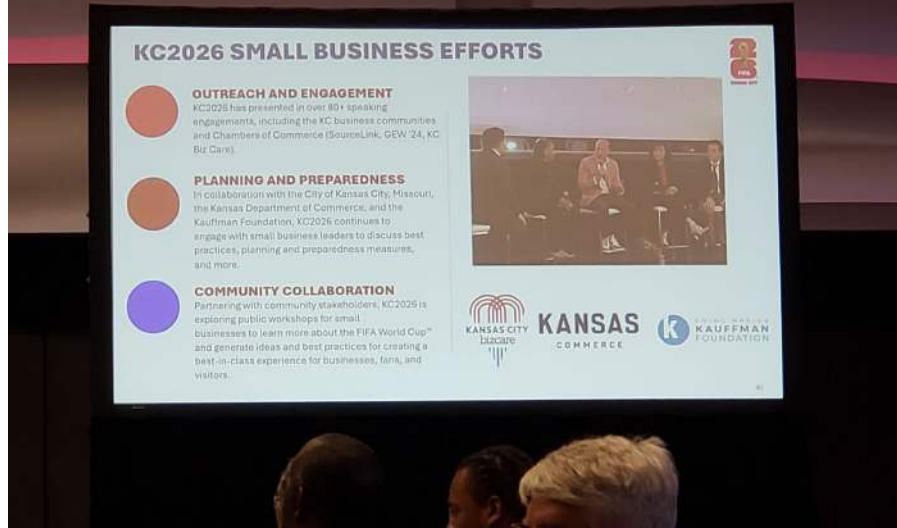 KC2026 SMALL BUSINESS EFFORTS
FIFA
OUTREACH AND ENGAGEMENT
KC2026 has presented in over 80+ speaking
engagements, including the KC business communities
and Chambers of Commerce (SourceLink, GEW '24, KC
Biz Care).
PLANNING AND PREPAREDNESS
In collaboration with the City of Kansas City, Missouri,
the Kansas Department of Commerce, and the
Kauffman Foundation, KC2026 continues to
engage with small business leaders to discuss best
practices, planning and preparedness measures,
and more.
COMMUNITY COLLABORATION
Partnering with community stakeholders, KC2026 is
exploring public workshops for small
businesses to learn more about the FIFA World Cup™
and generate ideas and best practices for creating a
best-in-class experience for businesses, fans, and
visitors.
KANSAS CITY
bizcare
KANSAS
COMMERCE
K
KAUFFMAN
FOUNDATION